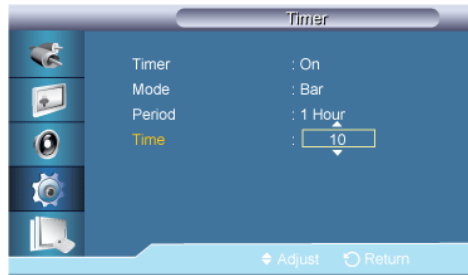 Timer
Timer : On
Mode : Bar
Period : 1 Hour
Time : 10
Adjust Return